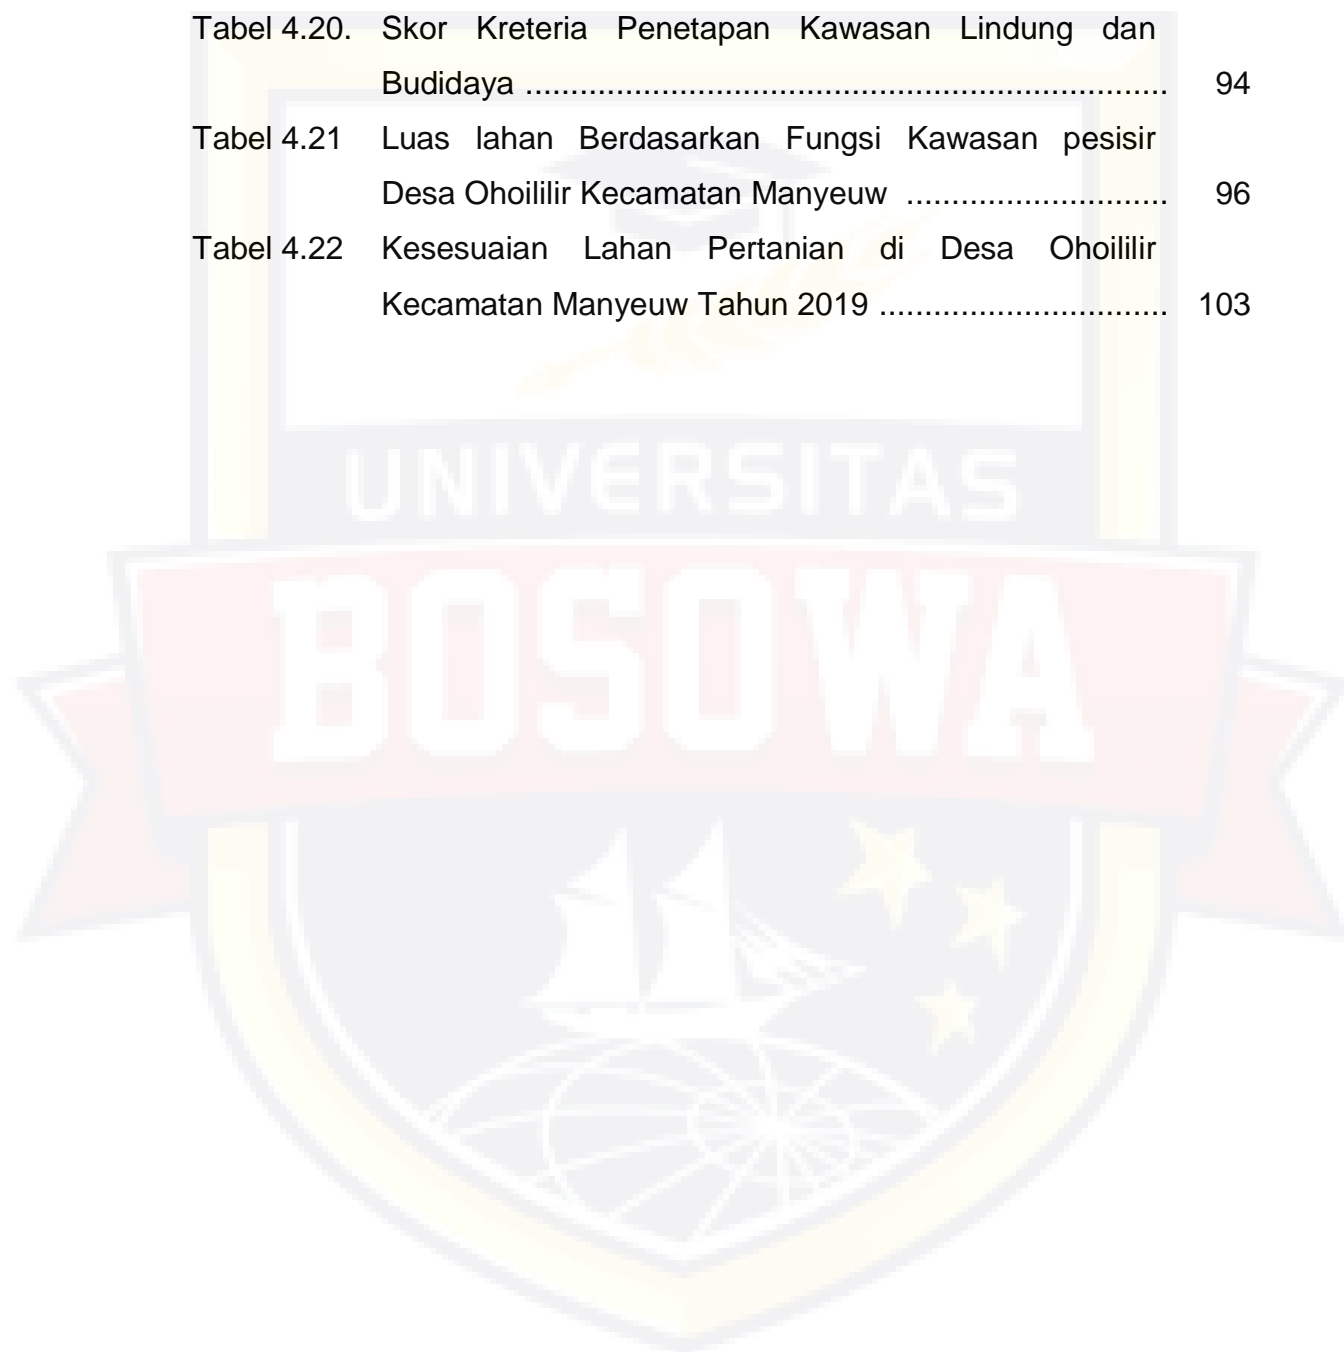 Tabel 4.20. Skor Kreteria Penetapan Kawasan Lindung dan
Budidaya ....................................................................... 94
Tabel 4.21 Luas lahan Berdasarkan Fungsi Kawasan pesisir
Desa Ohoililir Kecamatan Manyeuw ............................. 96
Tabel 4.22 Kesesuaian Lahan Pertanian di Desa Ohoililir
Kecamatan Manyeuw Tahun 2019 ................................ 103
UNIVERSITAS
BOSOWA